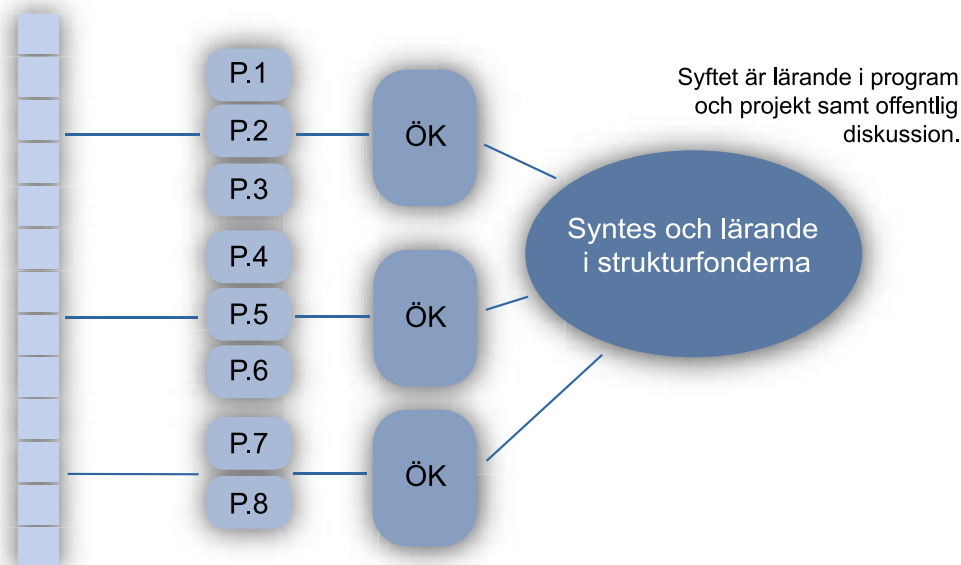 P.1
P.2
P.3
P.4
P.5
P.6
P.7
P.8
ÖK
ÖK
ÖK
Syftet är lärande i program
och projekt samt offentlig
diskussion.
Syntes och lärande
i strukturfonderna